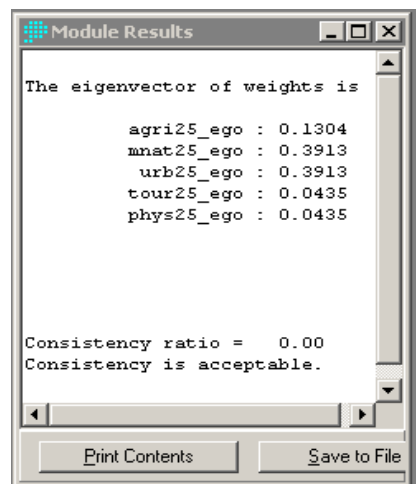 Module Results
The eigenvector of weights is
agri25_ego : 0.1304
mnat25_ego : 0.3913
urb25_ego : 0.3913
tour25_ego : 0.0435
phys25_ego : 0.0435
Consistency ratio = 0.00
Consistency is acceptable.
Print Contents
Save to File